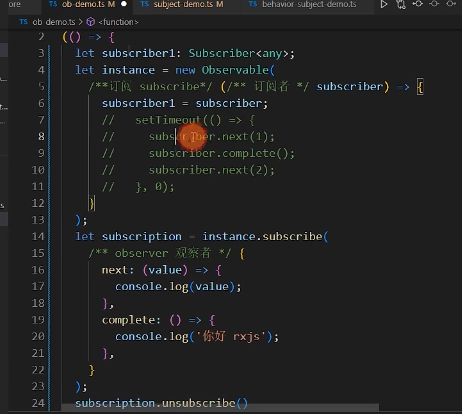 ore
TS ob-demo.ts M
TS subject-demo.ts M
TS behavior-subject-demo.ts
TS ob-demo.ts > <function>
2 (() => {
3 let subscriber1: Subscriber<any>;
4 let instance = new Observable(
5 /**订阅 subscribe*/ (/** 订阅者 */ subscriber) => {
6 subscriber1 = subscriber;
7 // setTimeout(() => {
8 // subscriber.next(1);
9 // subscriber.complete();
10 // subscriber.next(2);
11 // }, 0);
12 }
13 );
14 let subscription = instance.subscribe(
15 /** observer 观察者 */ {
16 next: (value) => {
17 console.log(value);
18 },
19 complete: () => {
20 console.log('你好 rxjs');
21 },
22 }
23 );
24 subscription.unsubscribe()